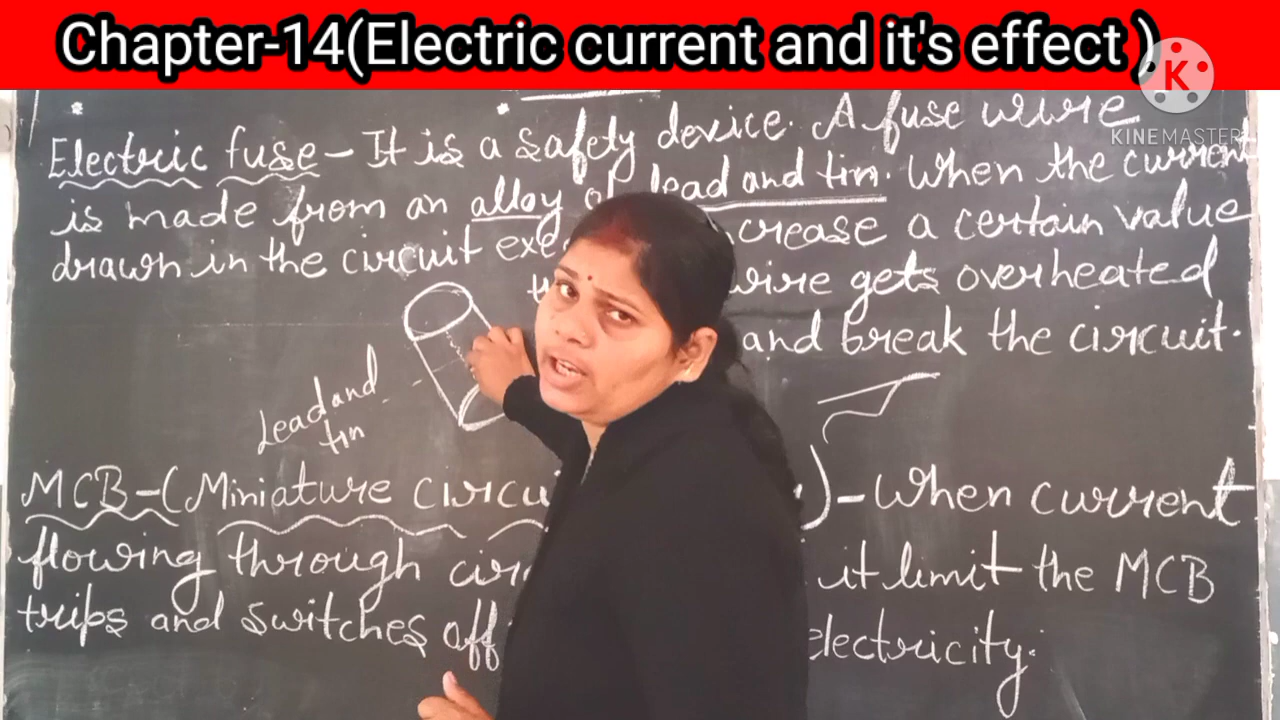 Chapter-14(Electric current and it's effect )
K
KINEMASTER
Electric fuse - It is a safety device. A fuse wire
is made from an alloy of lead and tin. When the current
drawn in the circuit exe crease a certain value
wire gets overheated
and break the circuit.
Lead and
tin
MCB-(Miniature circu ) - When current
flowing through circ it limit the MCB
trips and switches off electricity.